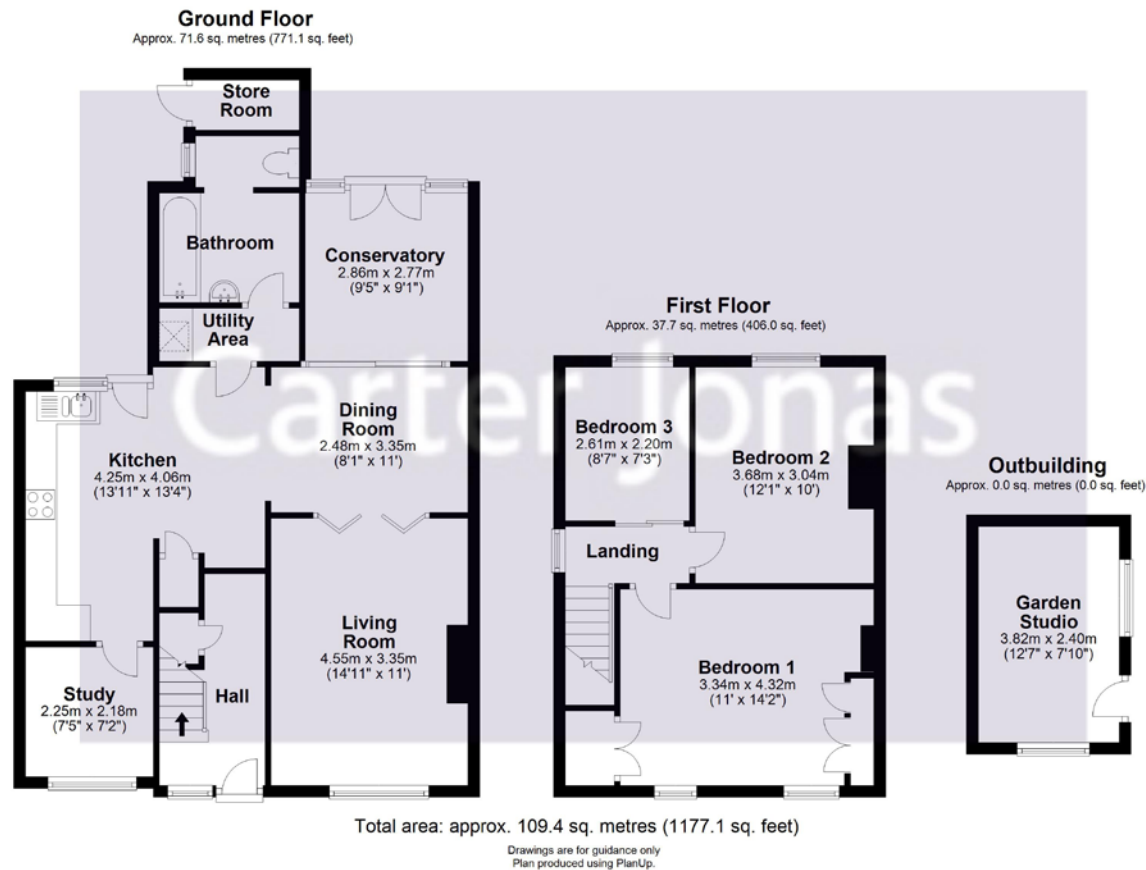 Ground Floor
Approx. 71.6 sq. metres (771.1 sq. feet)
Store
Room
Bathroom
Conservatory
2.86m x 2.77m
(9'5" x 9'1")
Utility
Area
Dining
Room
2.48m x 3.35m
(8'1" x 11')
Kitchen
4.25m x 4.06m
(13'11" x 13'4")
Living
Room
4.55m x 3.35m
(14'11" x 11')
Study
2.25m x 2.18m
(7'5" x 7'2")
Hall
First Floor
Approx. 37.7 sq. metres (406.0 sq. feet)
Bedroom 3
2.61m x 2.20m
(8'7" x 7'3")
Bedroom 2
3.68m x 3.04m
(12'1" x 10')
Landing
Bedroom 1
3.34m x 4.32m
(11' x 14'2")
Outbuilding
Approx. 0.0 sq. metres (0.0 sq. feet)
Garden
Studio
3.82m x 2.40m
(12'7" x 7'10")
Carter Jonas
Total area: approx. 109.4 sq. metres (1177.1 sq. feet)
Drawings are for guidance only
Plan produced using PlanUp.